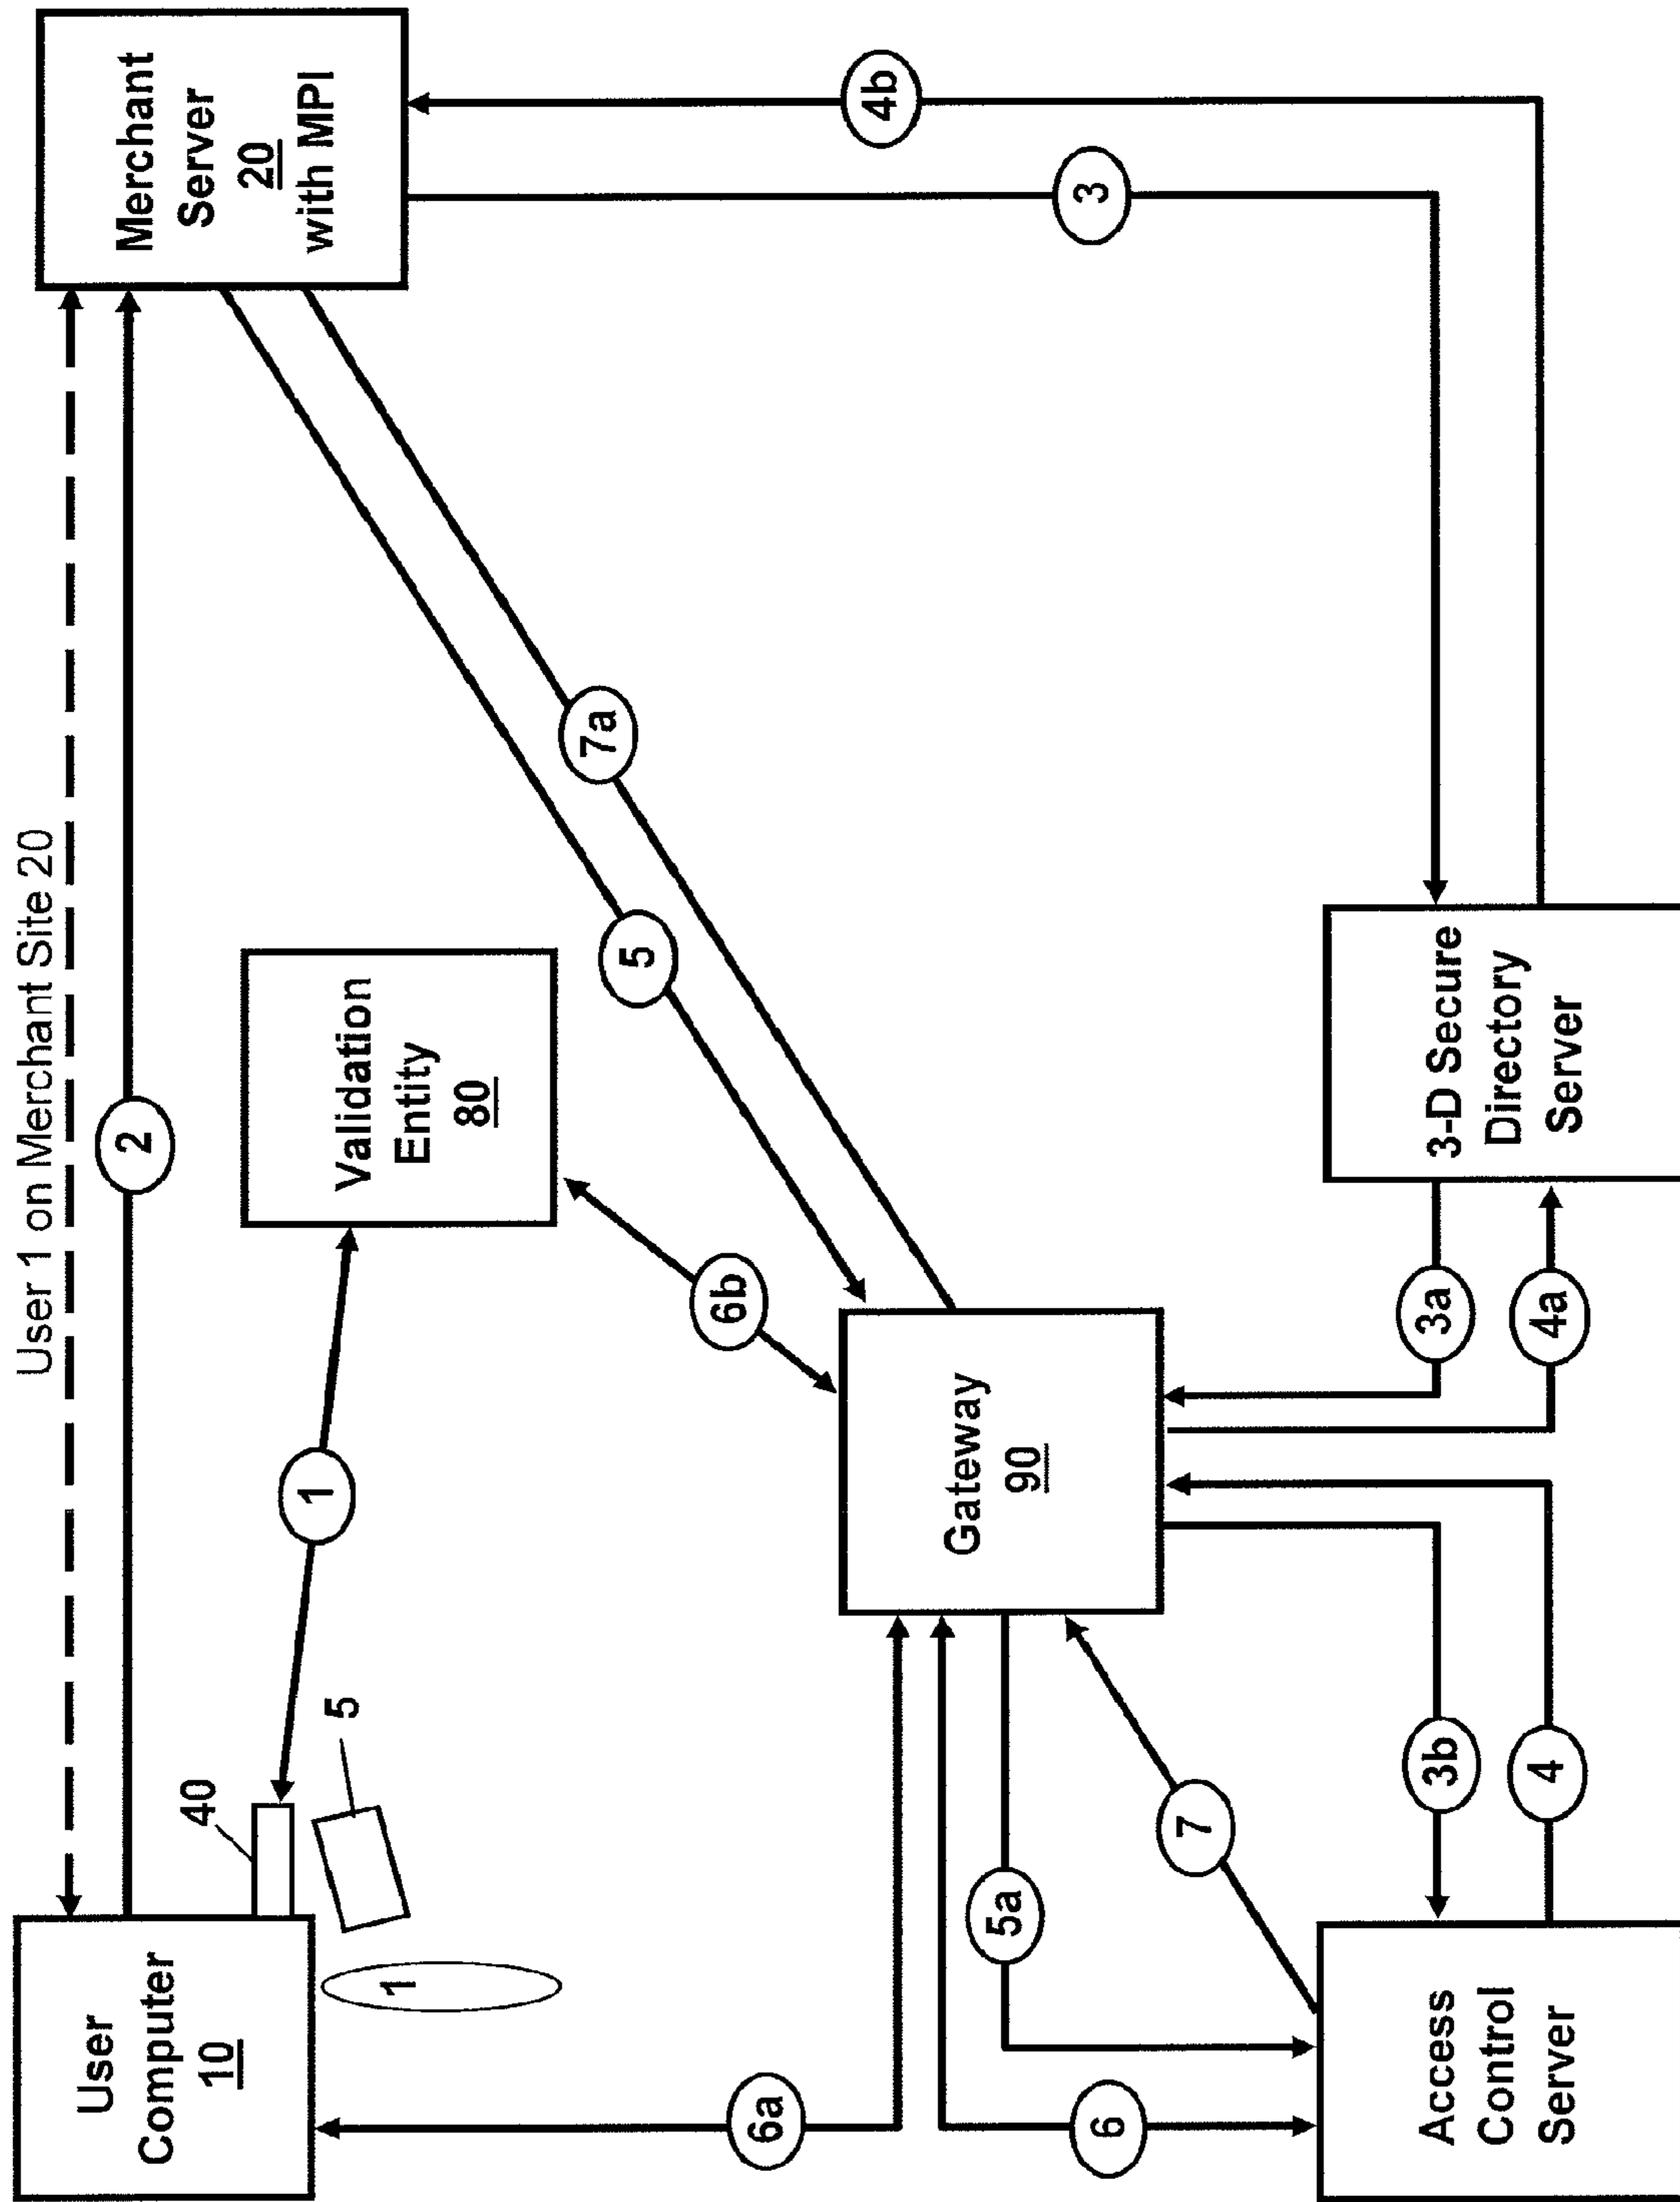 User 1 on Merchant Site 20
User
Computer
10
2
Merchant
Server
20
with MPI
40
5
1
1
Validation
Entity
80
6a
6b
5
7a
Gateway
90
6
5a
7
3
4b
3b
4
3a
4a
Access
Control
Server
3-D Secure
Directory
Server